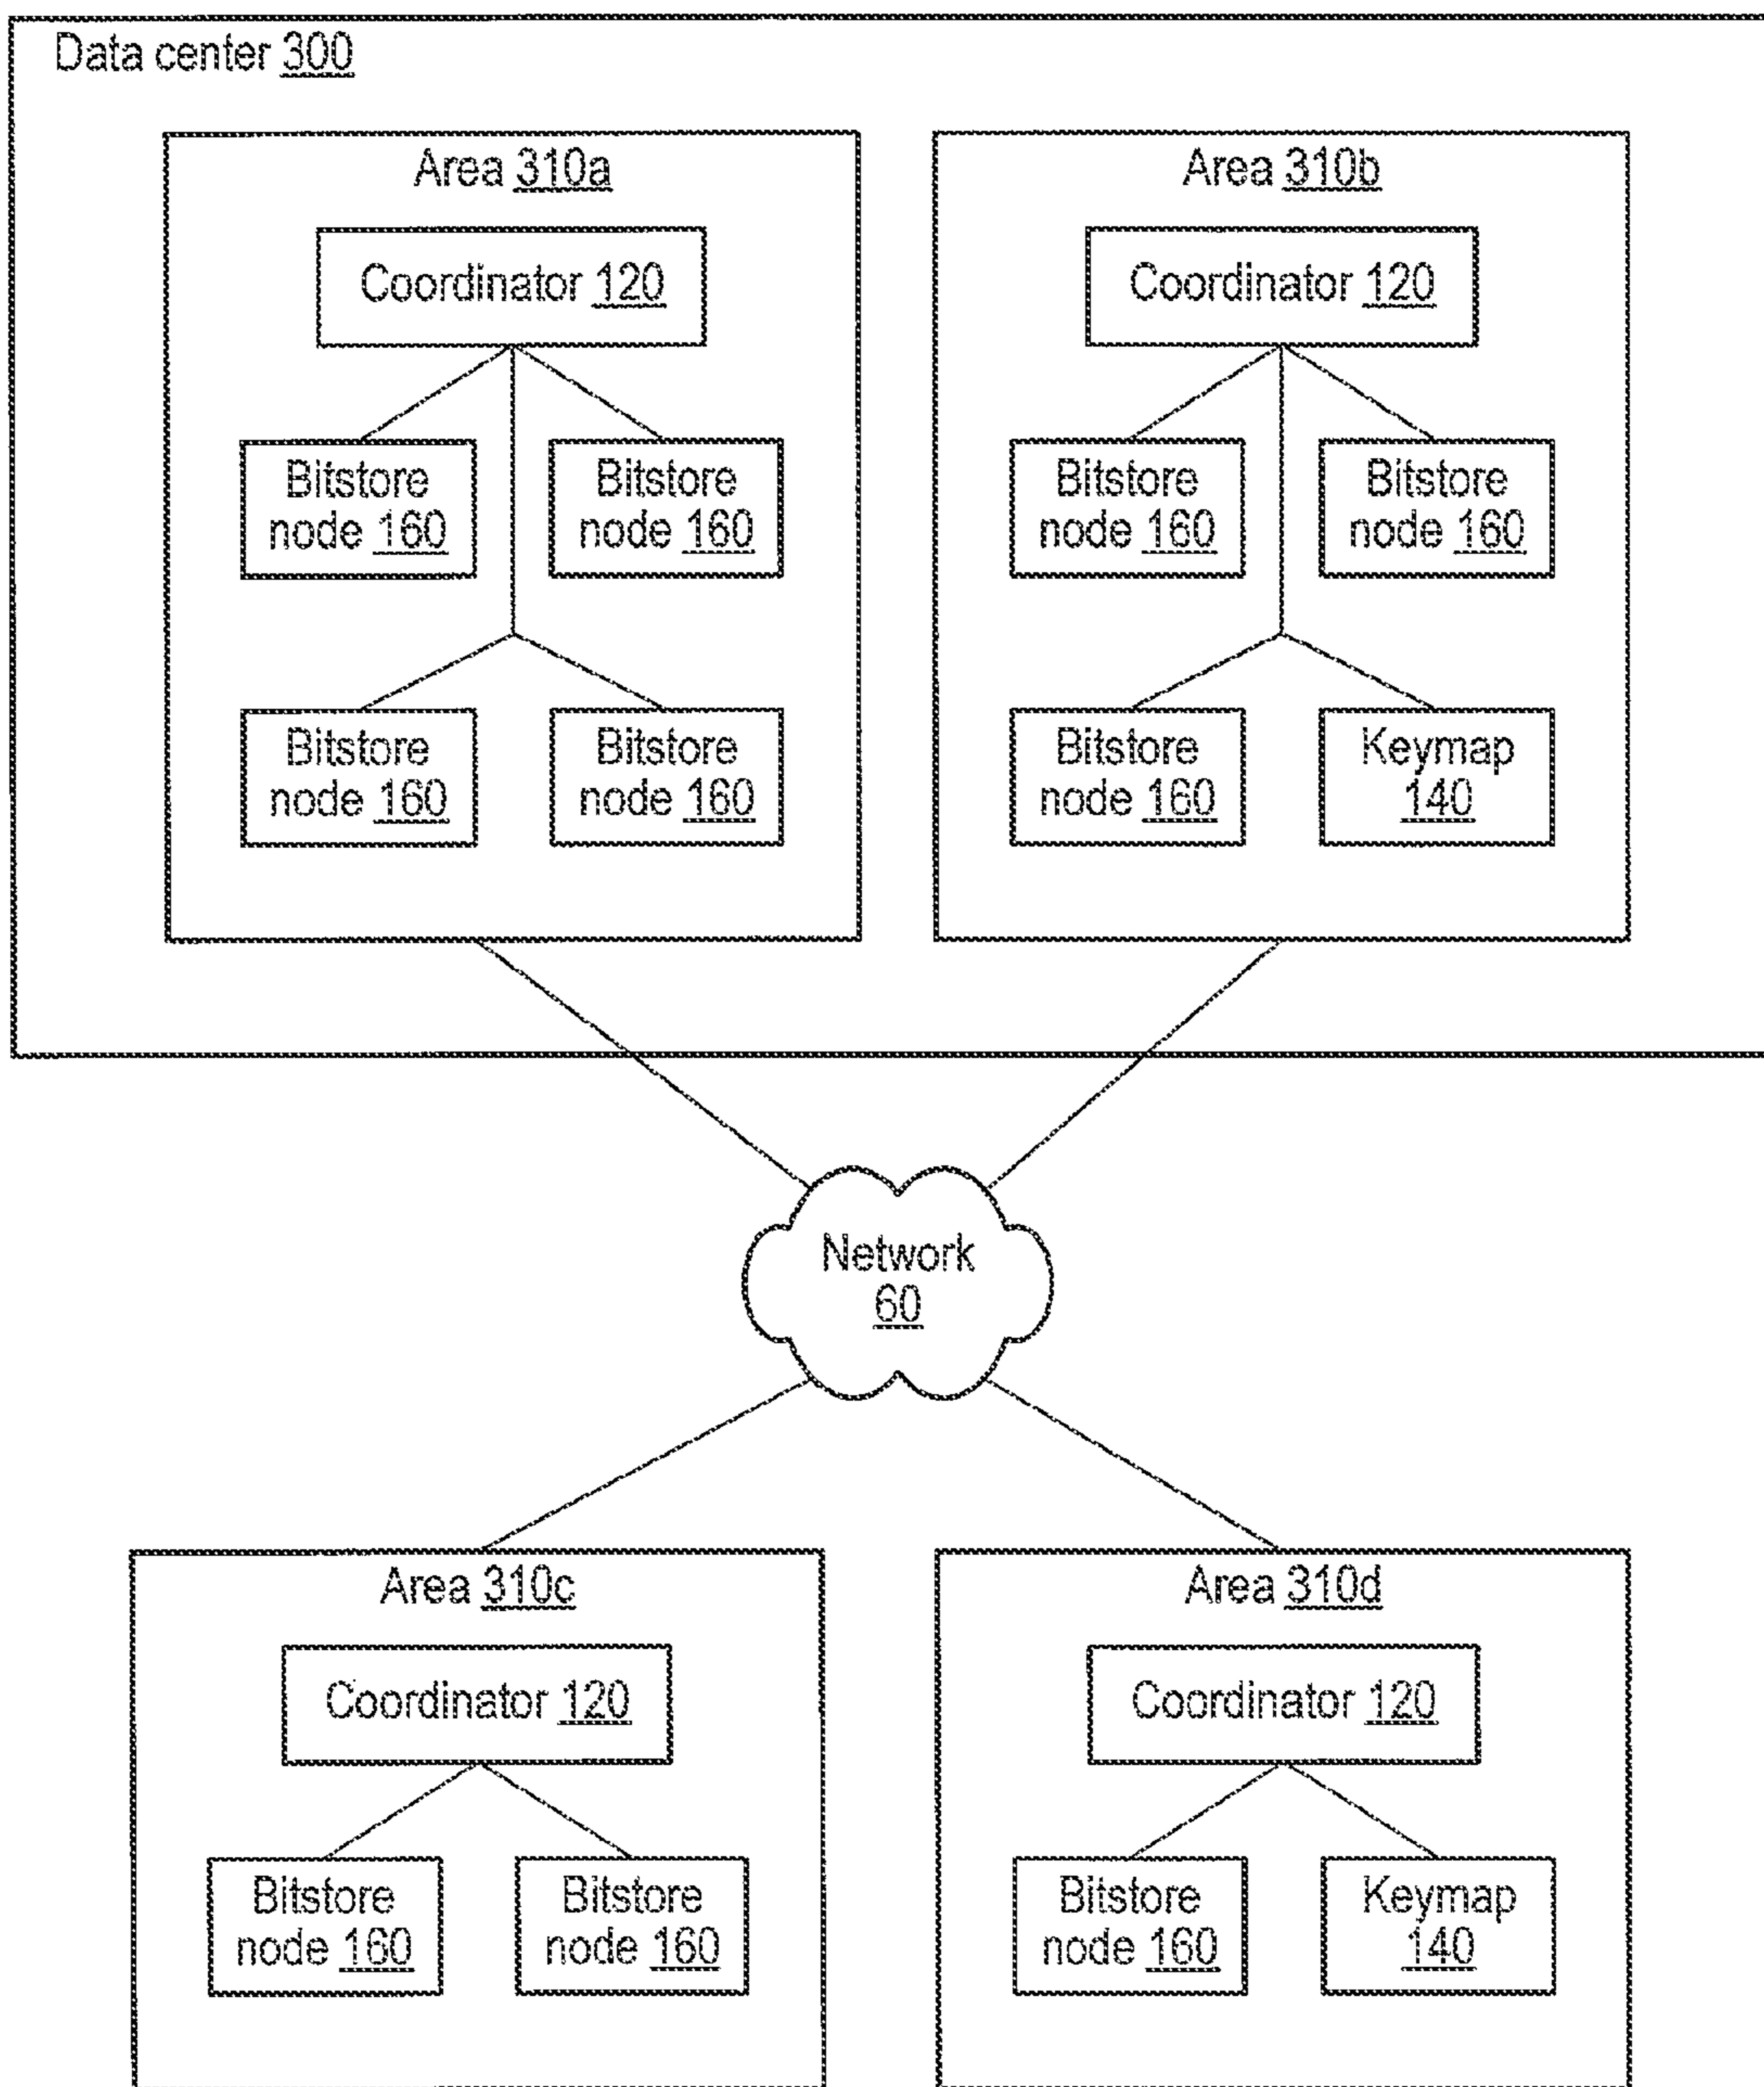 Data center 300
Area 310a
Area 310b
Coordinator 120
Coordinator 120
Bitstore
node 160
Bitstore
node 160
Bitstore
node 160
Bitstore
node 160
Bitstore
node 160
Bitstore
node 160
Bitstore
node 160
Keymap
140
Network
60
Area 310c
Area 310d
Coordinator 120
Coordinator 120
Bitstore
node 160
Bitstore
node 160
Bitstore
node 160
Keymap
140